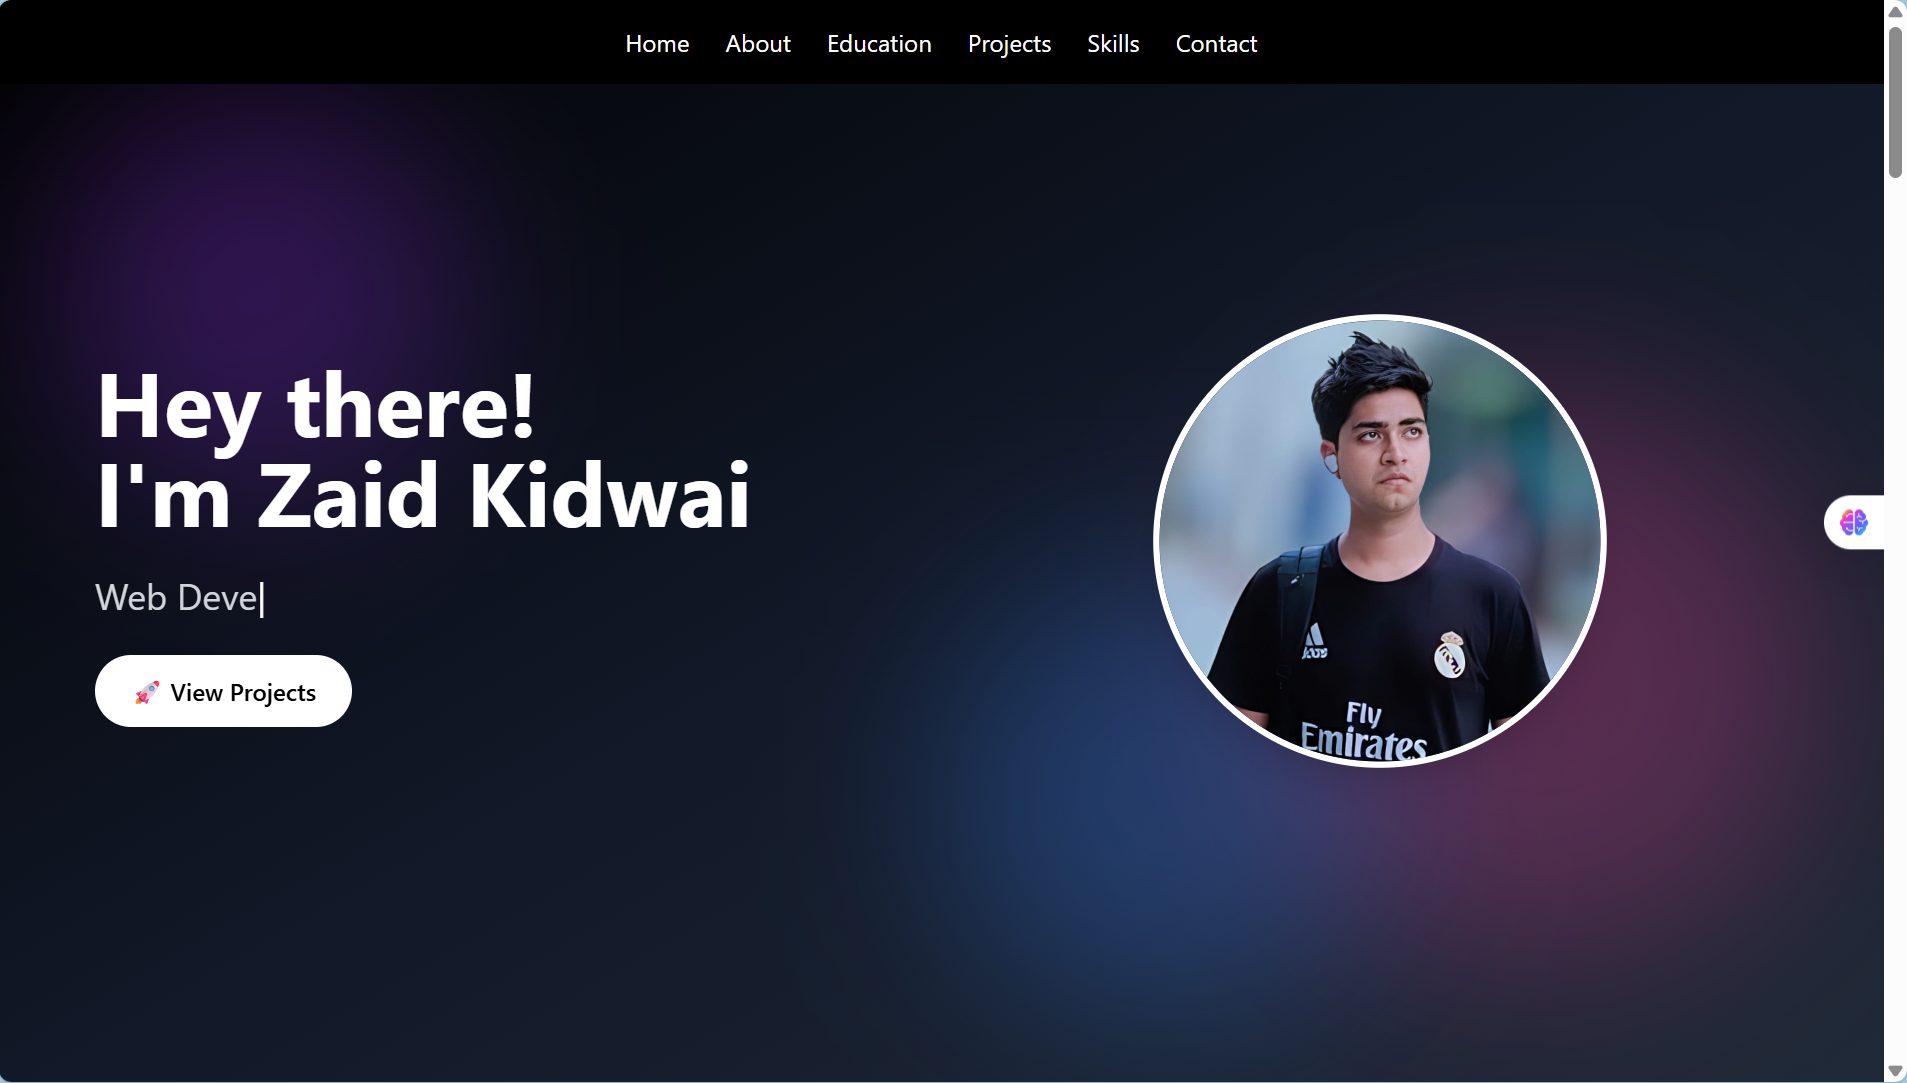 Home About Education Projects Skills Contact
Hey there!
I'm Zaid Kidwai
Web Deve
🚀 View Projects
Fly
Emirates